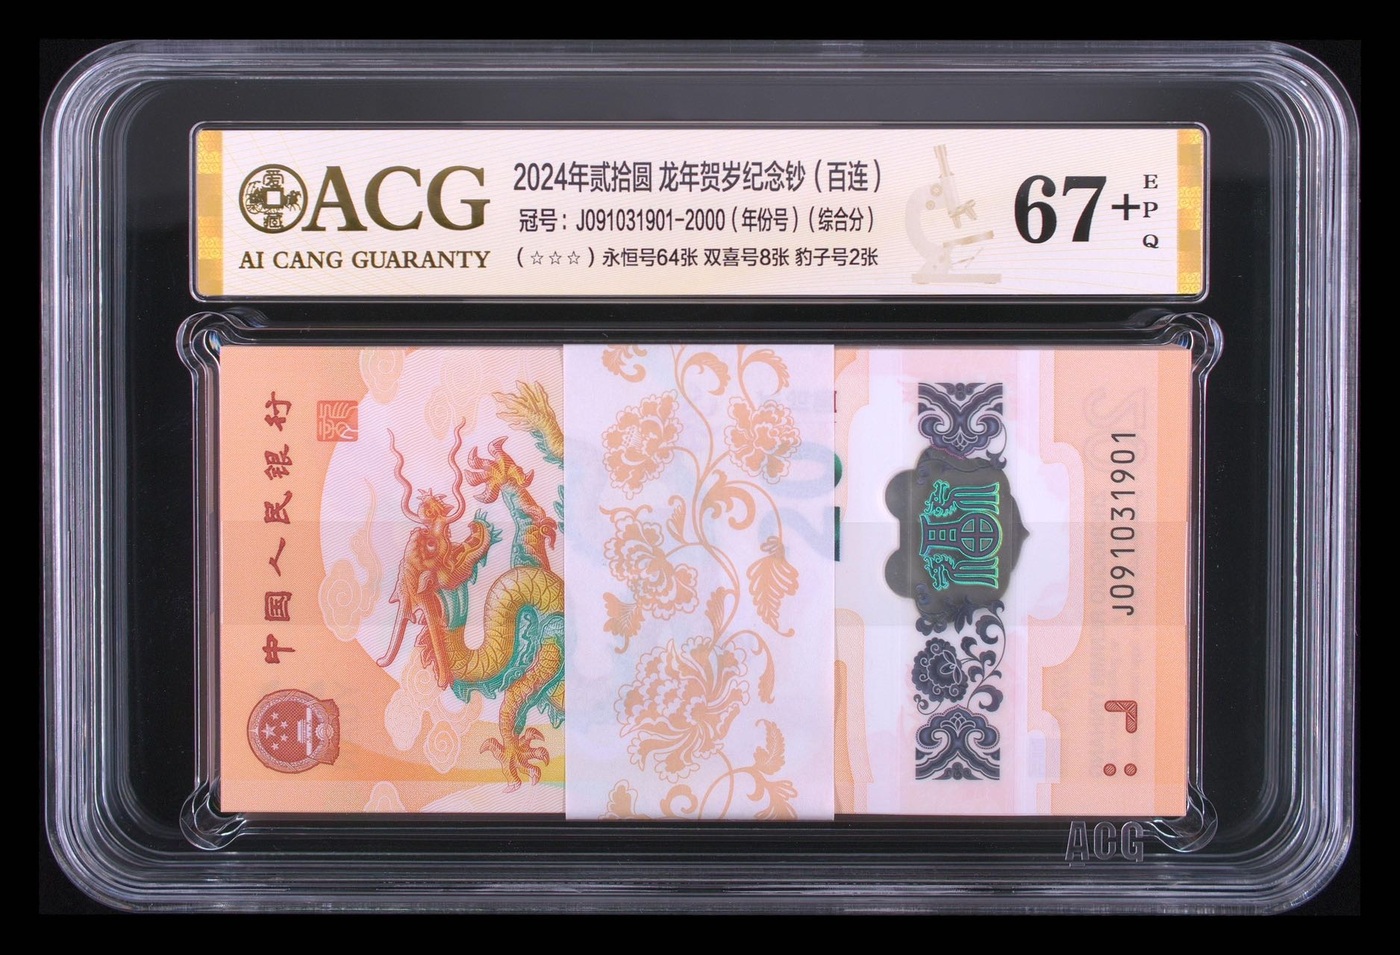 ACG
AI CANG GUARANTY
2024年贰拾圆 龙年贺岁纪念钞（百连）
冠号：J091031901-2000（年份号）（综合分）
（☆☆☆）永恒号64张 双喜号8张 豹子号2张
67+
EPQ
中国人民银行
20
J091031901
ACG